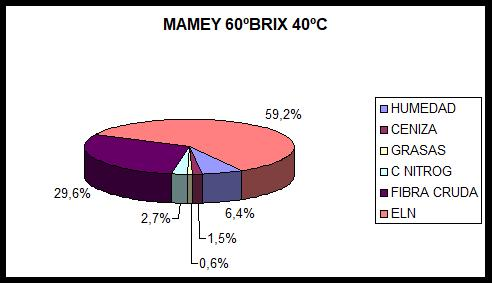 MAMEY 60ºBRIX 40ºC
59,2%
29,6%
2,7%
0,6%
1,5%
6,4%
HUMEDAD
CENIZA
GRASAS
C NITROG
FIBRA CRUDA
ELN